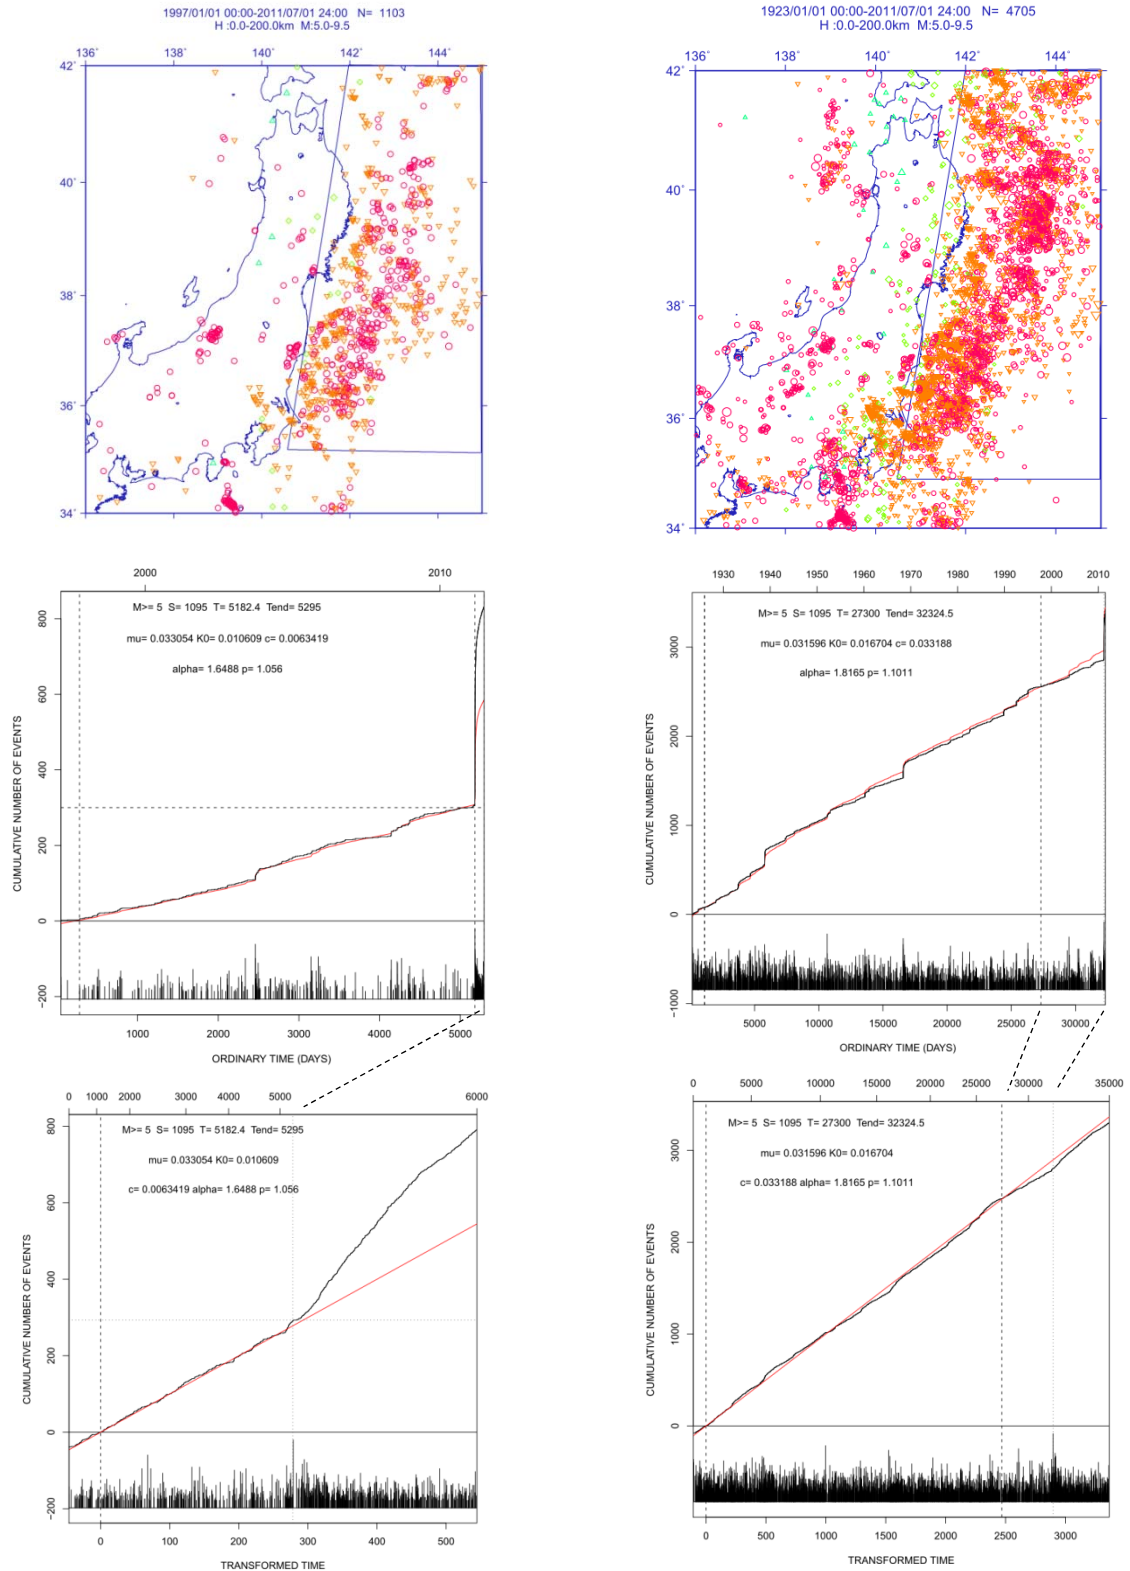 1997/01/01 00:00-2011/07/01 24:00 N= 1103
H :0.0-200.0km M:5.0-9.5
136˚ 138˚ 140˚ 142˚ 144˚
42˚
40˚
38˚
36˚
34˚
1923/01/01 00:00-2011/07/01 24:00 N= 4705
H :0.0-200.0km M:5.0-9.5
136˚ 138˚ 140˚ 142˚ 144˚
42˚
40˚
38˚
36˚
34˚
2000 2010
M>= 5 S= 1095 T= 5182.4 Tend= 5295
mu= 0.033054 K0= 0.010609 c= 0.0063419
alpha= 1.6488 p= 1.056
CUMULATIVE NUMBER OF EVENTS
800
600
400
200
0
−200
1000 2000 3000 4000 5000
ORDINARY TIME (DAYS)
1930 1940 1950 1960 1970 1980 1990 2000 2010
M>= 5 S= 1095 T= 27300 Tend= 32324.5
mu= 0.031596 K0= 0.016704 c= 0.033188
alpha= 1.8165 p= 1.1011
CUMULATIVE NUMBER OF EVENTS
3000
2000
1000
0
−1000
5000 10000 15000 20000 25000 30000
ORDINARY TIME (DAYS)
0 1000 2000 3000 4000 5000 6000
M>= 5 S= 1095 T= 5182.4 Tend= 5295
mu= 0.033054 K0= 0.010609
c= 0.0063419 alpha= 1.6488 p= 1.056
CUMULATIVE NUMBER OF EVENTS
800
600
400
200
0
−200
0 100 200 300 400 500
TRANSFORMED TIME
0 5000 10000 15000 20000 25000 30000 35000
M>= 5 S= 1095 T= 27300 Tend= 32324.5
mu= 0.031596 K0= 0.016704
c= 0.033188 alpha= 1.8165 p= 1.1011
CUMULATIVE NUMBER OF EVENTS
3000
2000
1000
0
0 500 1000 1500 2000 2500 3000
TRANSFORMED TIME